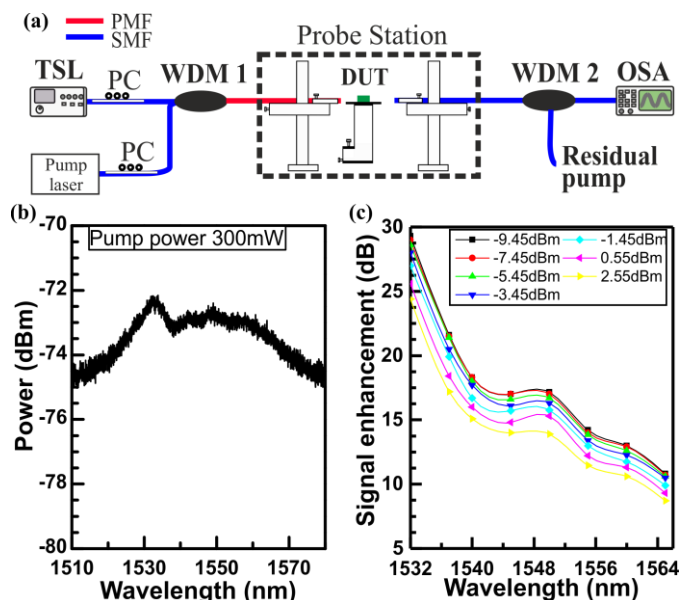 (a)
PMF
SMF
Probe Station
TSL
PC
WDM 1
DUT
WDM 2
OSA
PC
Pump
laser
Residual
pump
(b)
Pump power 300mW
Power (dBm)
-70
-72
-74
-76
-78
-80
1510
1530
1550
1570
Wavelength (nm)
(c)
Signal enhancement (dB)
30
25
20
15
10
5
-9.45dBm
-1.45dBm
-7.45dBm
0.55dBm
-5.45dBm
2.55dBm
-3.45dBm
1532
1540
1548
1556
1564
Wavelength (nm)